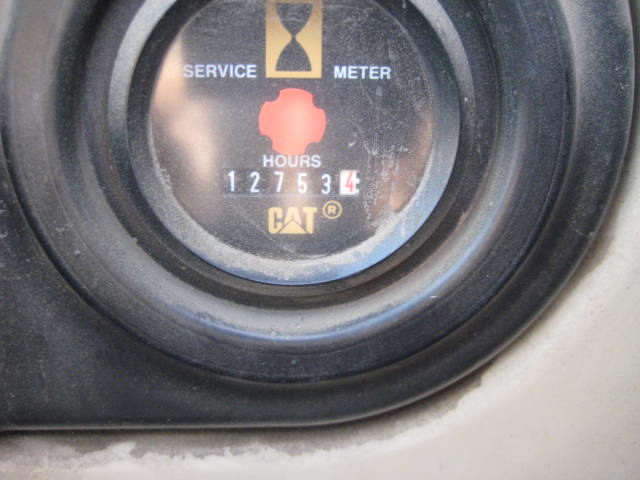 SERVICE METER
HOURS
127534
CAT®